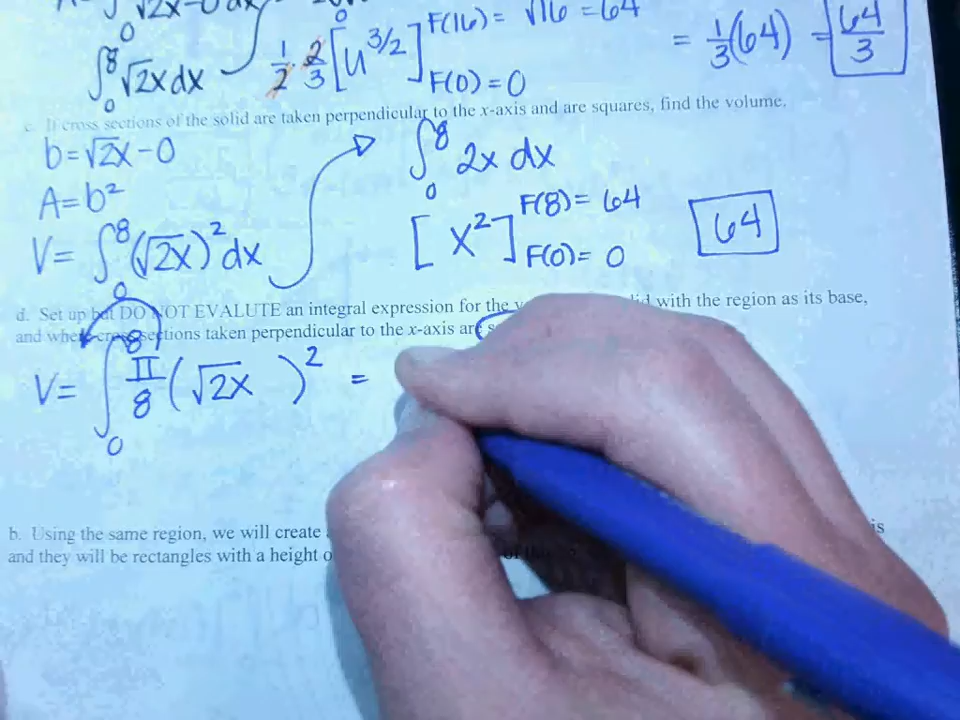 √2x-0 dx
∫₀⁸ √2x dx 1/2 · 2/3 [u^3/2]₀ F(16) = √16 = 64 F(0) = 0 = 1/3(64) = 64/3
c. If cross sections of the solid are taken perpendicular to the x-axis and are squares, find the volume.
b = √2x - 0
A = b²
V = ∫₀⁸ (√2x)² dx
∫₀⁸ 2x dx
[x²] F(8) = 64 F(0) = 0 64
d. Set up but DO NOT EVALUTE an integral expression for the with the region as its base,
and where cross sections taken perpendicular to the x-axis are
V = ∫₀⁸ π/8 (√2x )² =
b. Using the same region, we will create is
and they will be rectangles with a height